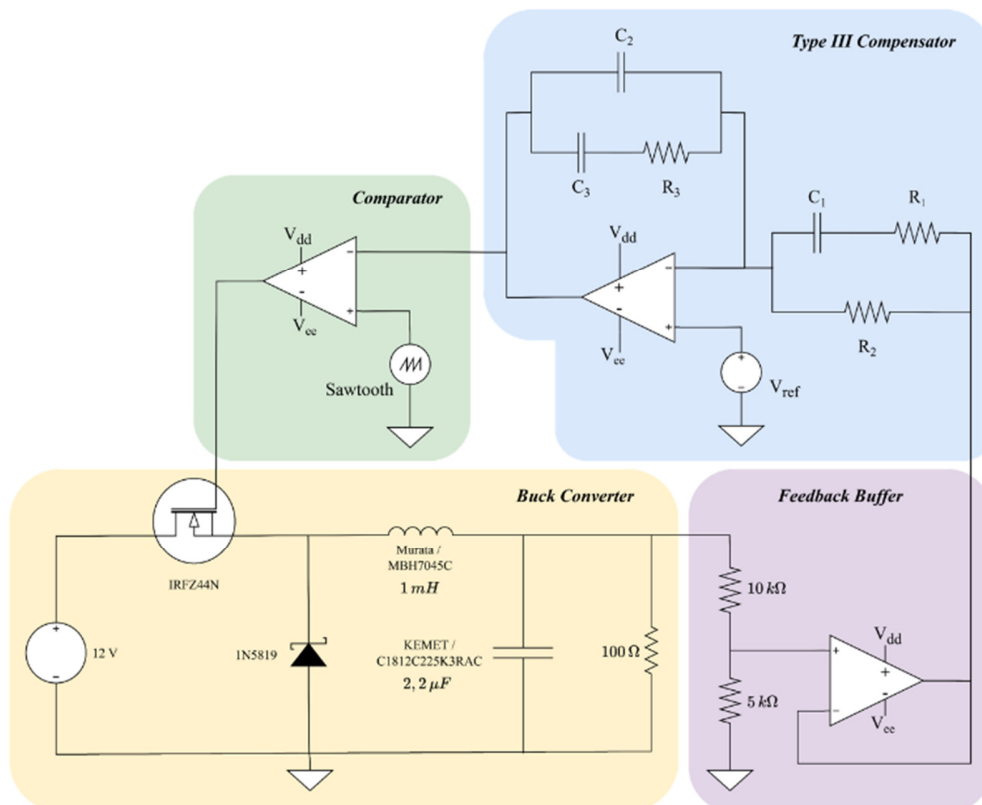 Type III Compensator
C2
C3
R3
C1
R1
R2
Vdd
+
-
Vee
-
+
+
-
Vref
Comparator
Vdd
+
-
Vee
-
+
Sawtooth
Buck Converter
IRFZ44N
+
-
12 V
1N5819
Murata /
MBH7045C
1 mH
KEMET /
C1812C225K3RAC
2, 2 μF
100 Ω
Feedback Buffer
10 kΩ
5 kΩ
+
-
Vdd
+
-
Vee